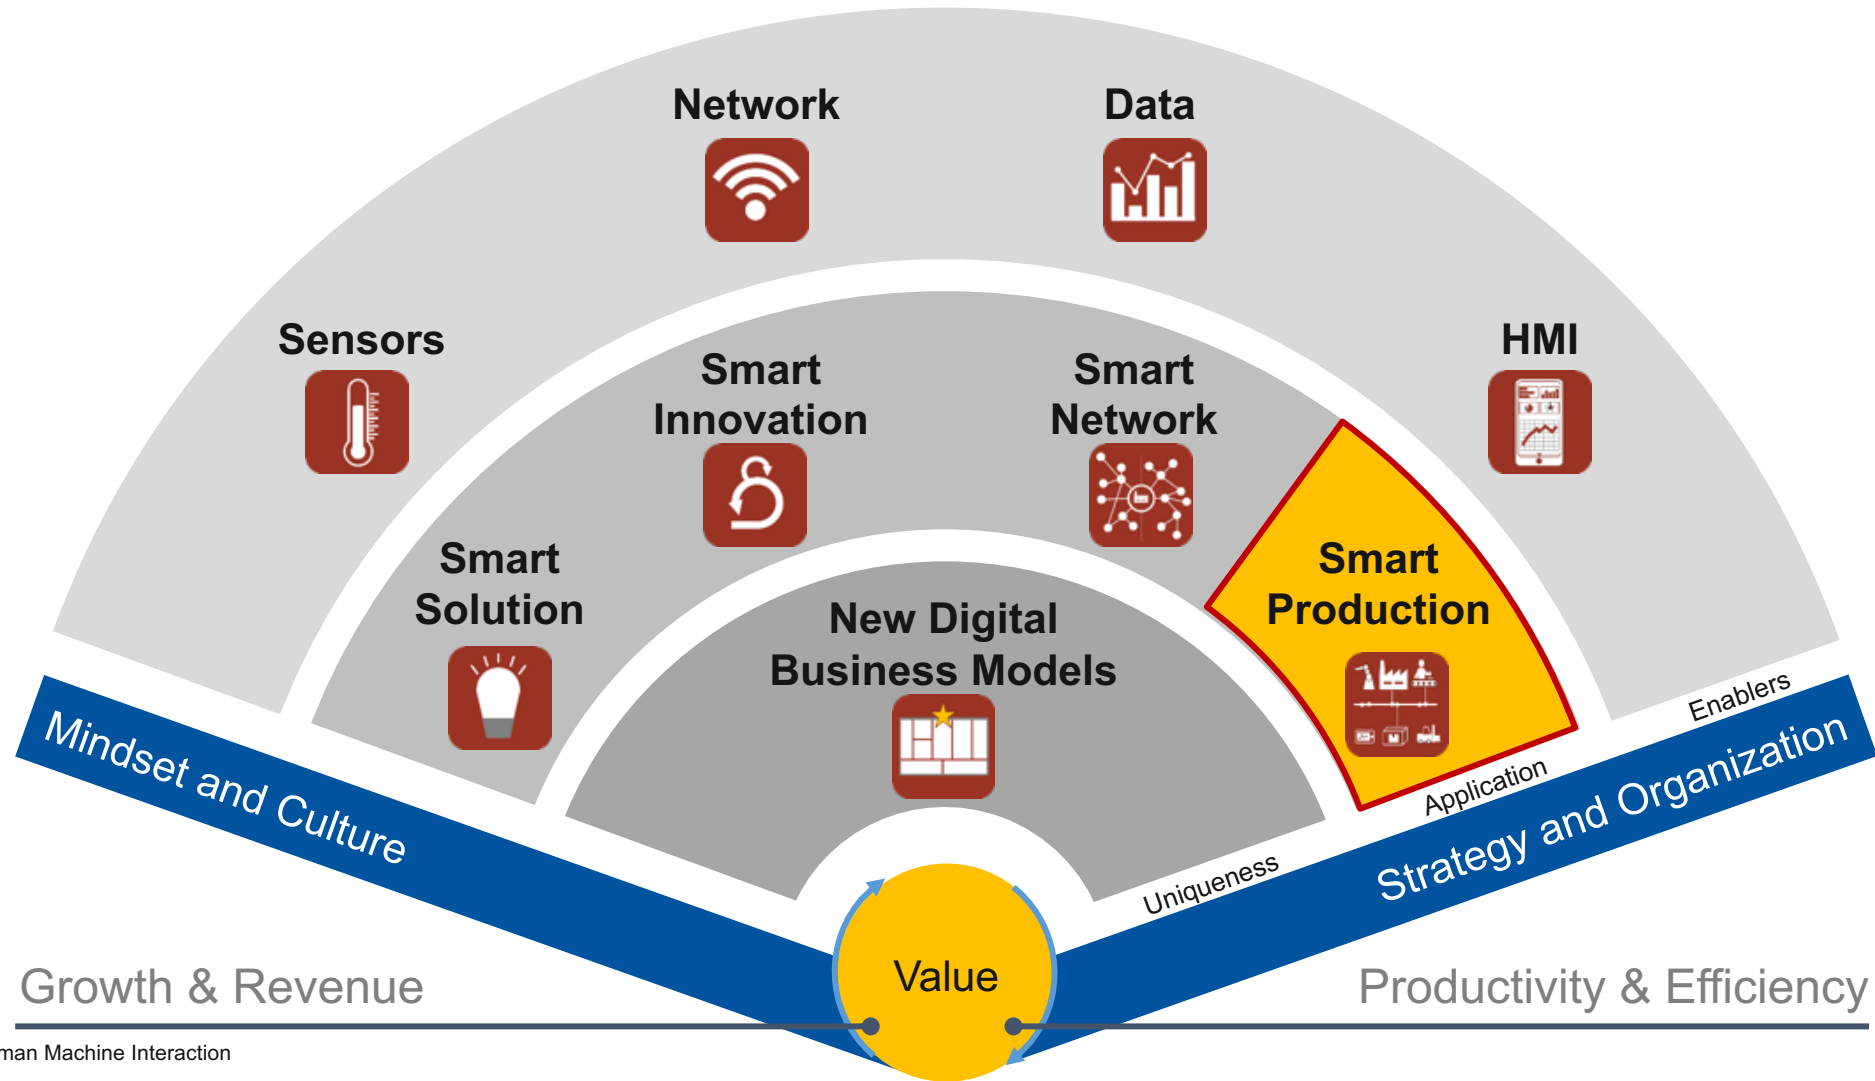 Network
Data
Sensors
HMI
Smart
Innovation
Smart
Network
Smart
Solution
Smart
Production
New Digital
Business Models
Enablers
Application
Uniqueness
Mindset and Culture
Strategy and Organization
Value
Growth & Revenue
Productivity & Efficiency
man Machine Interaction